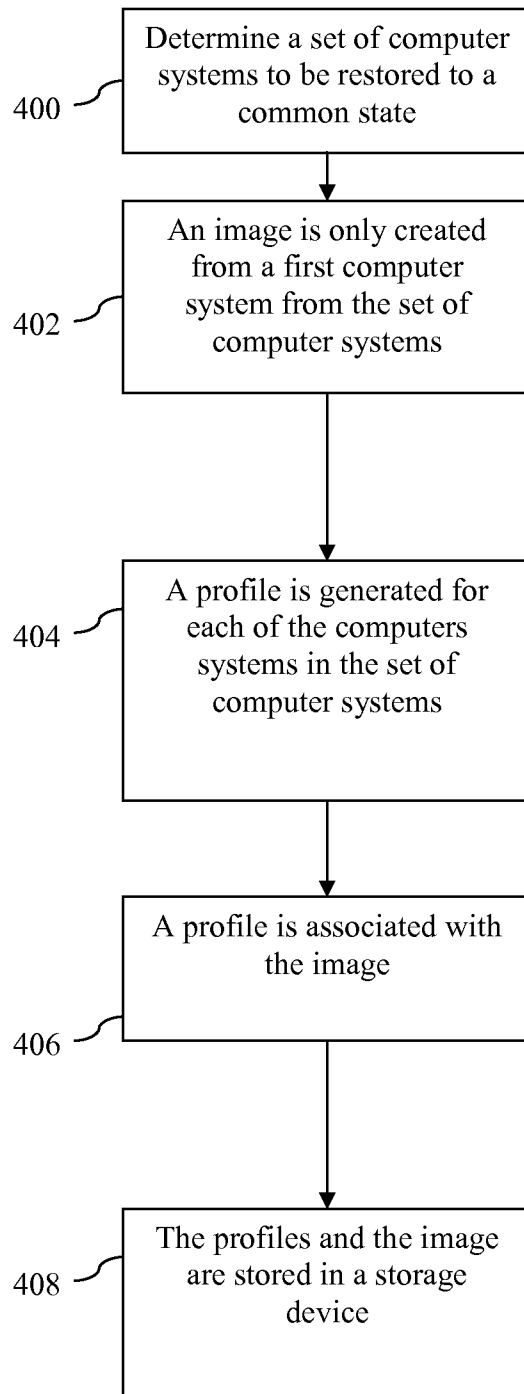 Determine a set of computer
systems to be restored to a
common state
400
An image is only created
from a first computer
system from the set of
computer systems
402
A profile is generated for
each of the computers
systems in the set of
computer systems
404
A profile is associated with
the image
406
The profiles and the image
are stored in a storage
device
408